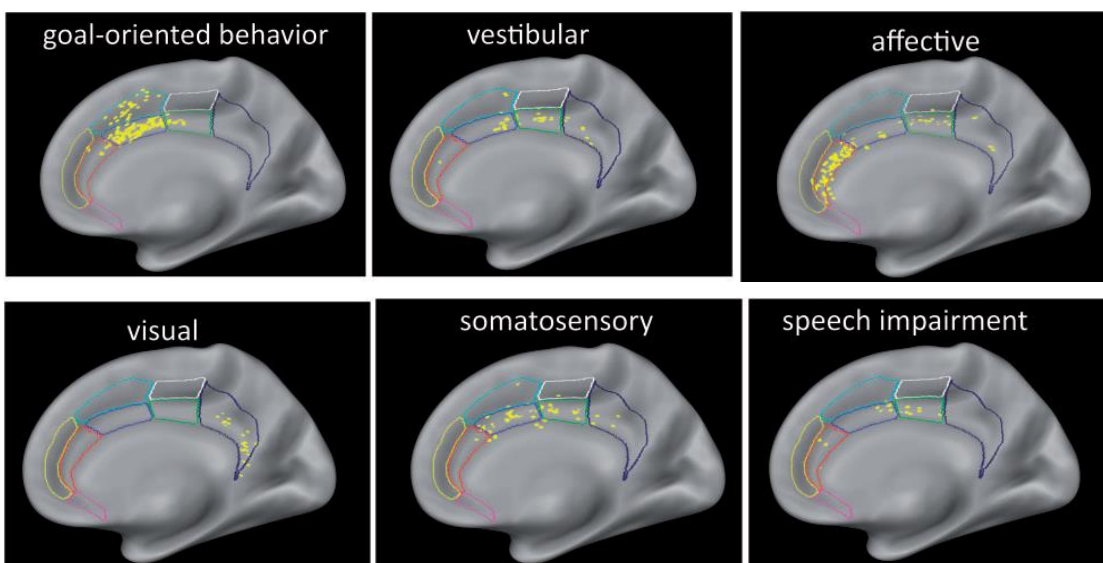 goal-oriented behavior
vestibular
affective
visual
somatosensory
speech impairment